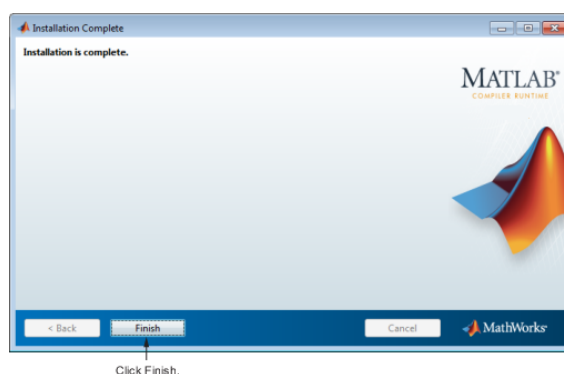 Installation Complete
Installation is complete.
MATLAB®
COMPILER RUNTIME
< Back
Finish
Cancel
MathWorks®
Click Finish.